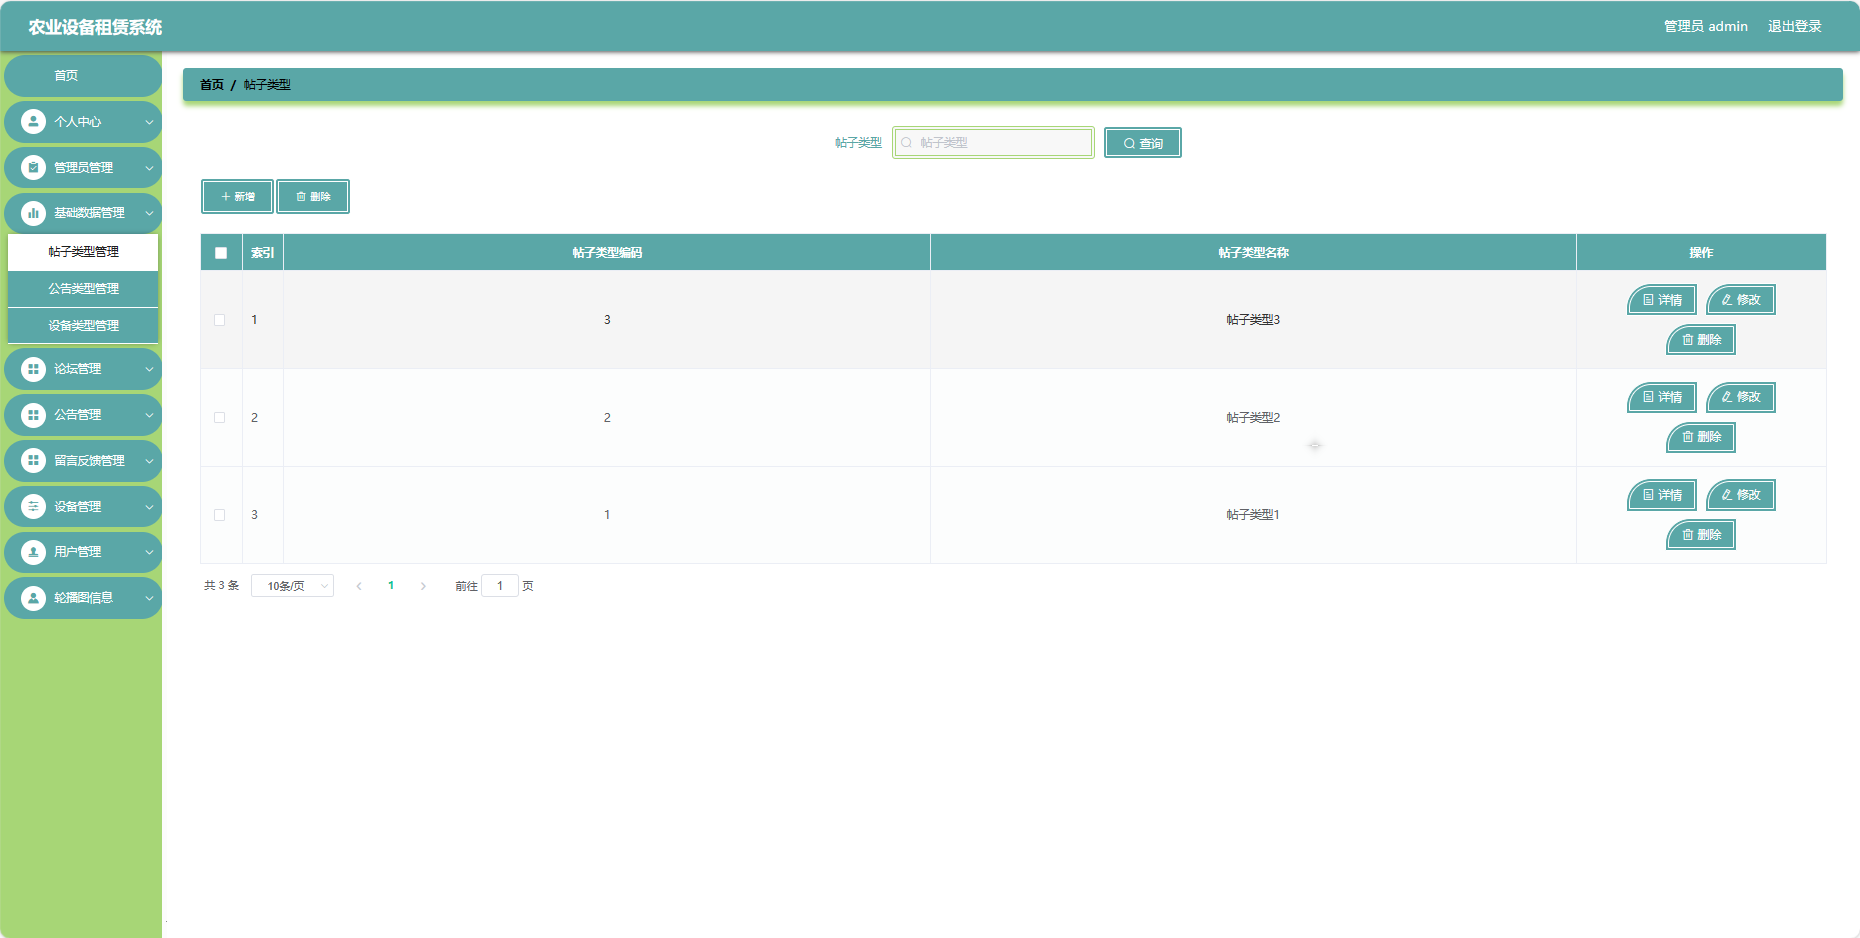 农业设备租赁系统
管理员 admin 退出登录
首页
个人中心
管理员管理
基础数据管理
帖子类型管理
公告类型管理
设备类型管理
论坛管理
公告管理
留言反馈管理
设备管理
用户管理
轮播图信息
首页 / 帖子类型
帖子类型 帖子类型 查询
新增 删除
索引 帖子类型编码 帖子类型名称 操作
1 3 帖子类型3 详情 修改
删除
2 2 帖子类型2 详情 修改
删除
3 1 帖子类型1 详情 修改
删除
共 3 条 10条/页 1 前往 1 页